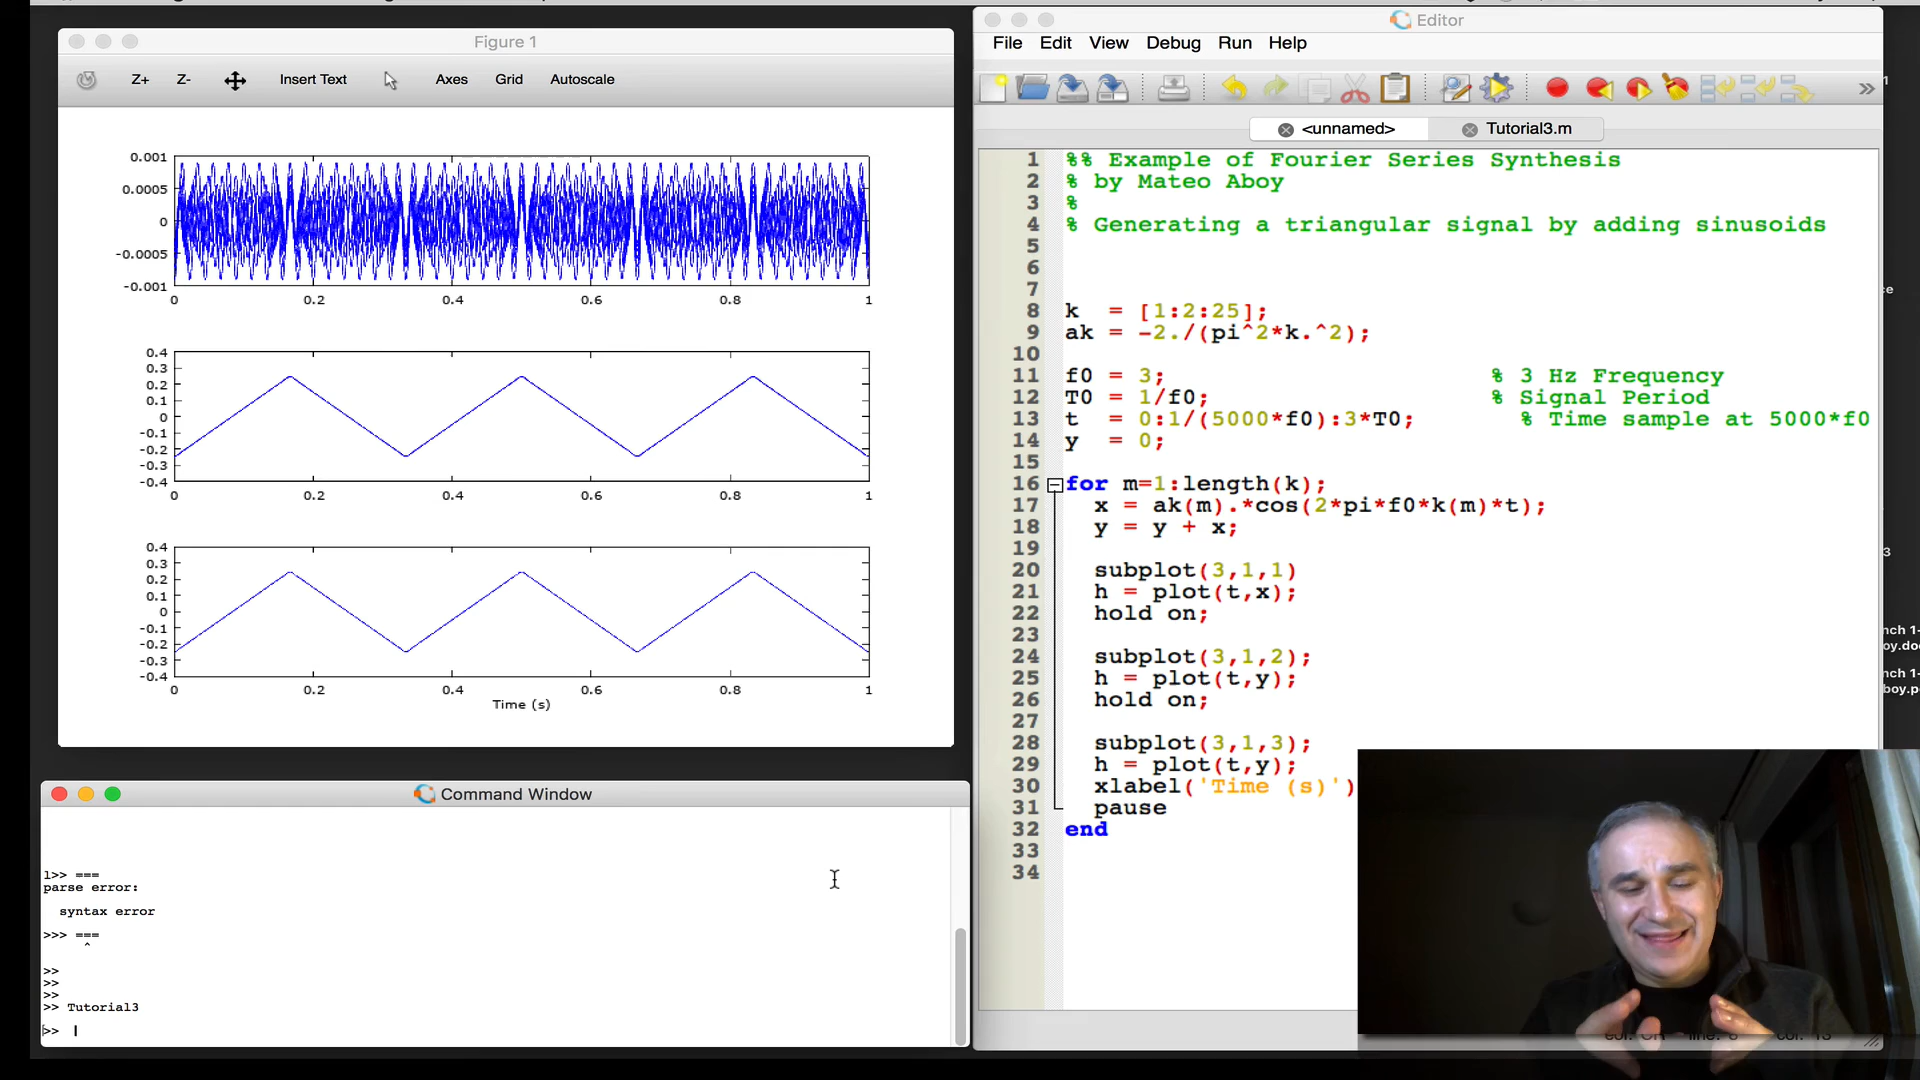 Figure 1
Z+ Z- Insert Text Axes Grid Autoscale
0.001
0.0005
0
-0.0005
-0.001
0 0.2 0.4 0.6 0.8 1
0.4
0.3
0.2
0.1
0
-0.1
-0.2
-0.3
-0.4
0 0.2 0.4 0.6 0.8 1
0.4
0.3
0.2
0.1
0
-0.1
-0.2
-0.3
-0.4
0 0.2 0.4 0.6 0.8 1
Time (s)
Command Window
1>> ===
parse error:
syntax error
>>> ===
^
>>
>>
>>
>> Tutorial3
>>
Editor
File Edit View Debug Run Help
<unnamed> Tutorial3.m
1 %% Example of Fourier Series Synthesis
2 % by Mateo Aboy
3 %
4 % Generating a triangular signal by adding sinusoids
5
6
7
8 k = [1:2:25];
9 ak = -2./(pi^2*k.^2);
10
11 f0 = 3; % 3 Hz Frequency
12 T0 = 1/f0; % Signal Period
13 t = 0:1/(5000*f0):3*T0; % Time sample at 5000*f0
14 y = 0;
15
16 for m=1:length(k);
17 x = ak(m).*cos(2*pi*f0*k(m)*t);
18 y = y + x;
19
20 subplot(3,1,1)
21 h = plot(t,x);
22 hold on;
23
24 subplot(3,1,2);
25 h = plot(t,y);
26 hold on;
27
28 subplot(3,1,3);
29 h = plot(t,y);
30 xlabel('Time (s)')
31 pause
32 end
33
34